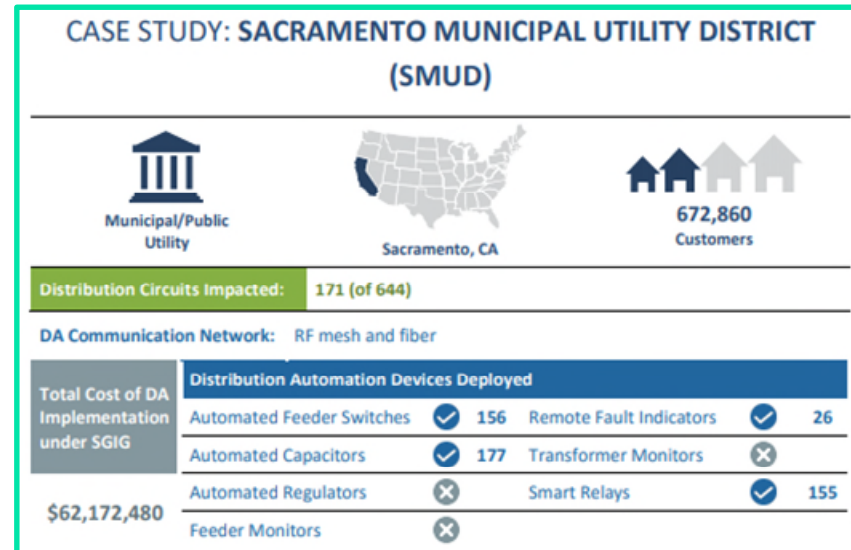 CASE STUDY: SACRAMENTO MUNICIPAL UTILITY DISTRICT
(SMUD)
Municipal/Public
Utility
Sacramento, CA
672,860
Customers
Distribution Circuits Impacted: 171 (of 644)
DA Communication Network: RF mesh and fiber
Total Cost of DA
Implementation
under SGIG
$62,172,480
Distribution Automation Devices Deployed
Automated Feeder Switches 156 Remote Fault Indicators 26
Automated Capacitors 177 Transformer Monitors
Automated Regulators Smart Relays 155
Feeder Monitors